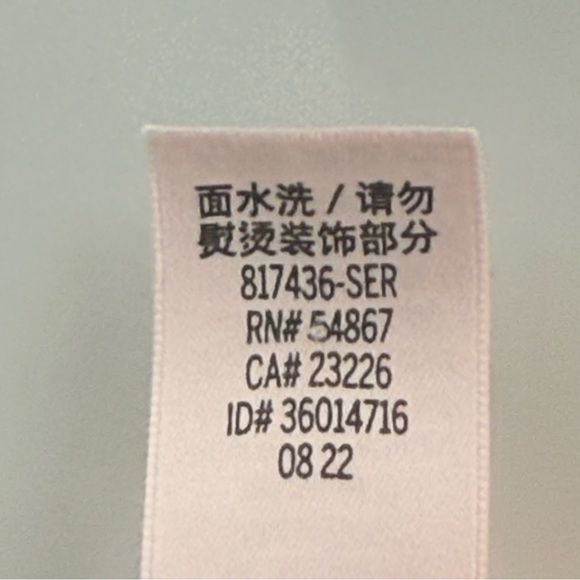 面水洗 / 请勿
熨烫装饰部分
817436-SER
RN# 54867
CA# 23226
ID# 36014716
08 22